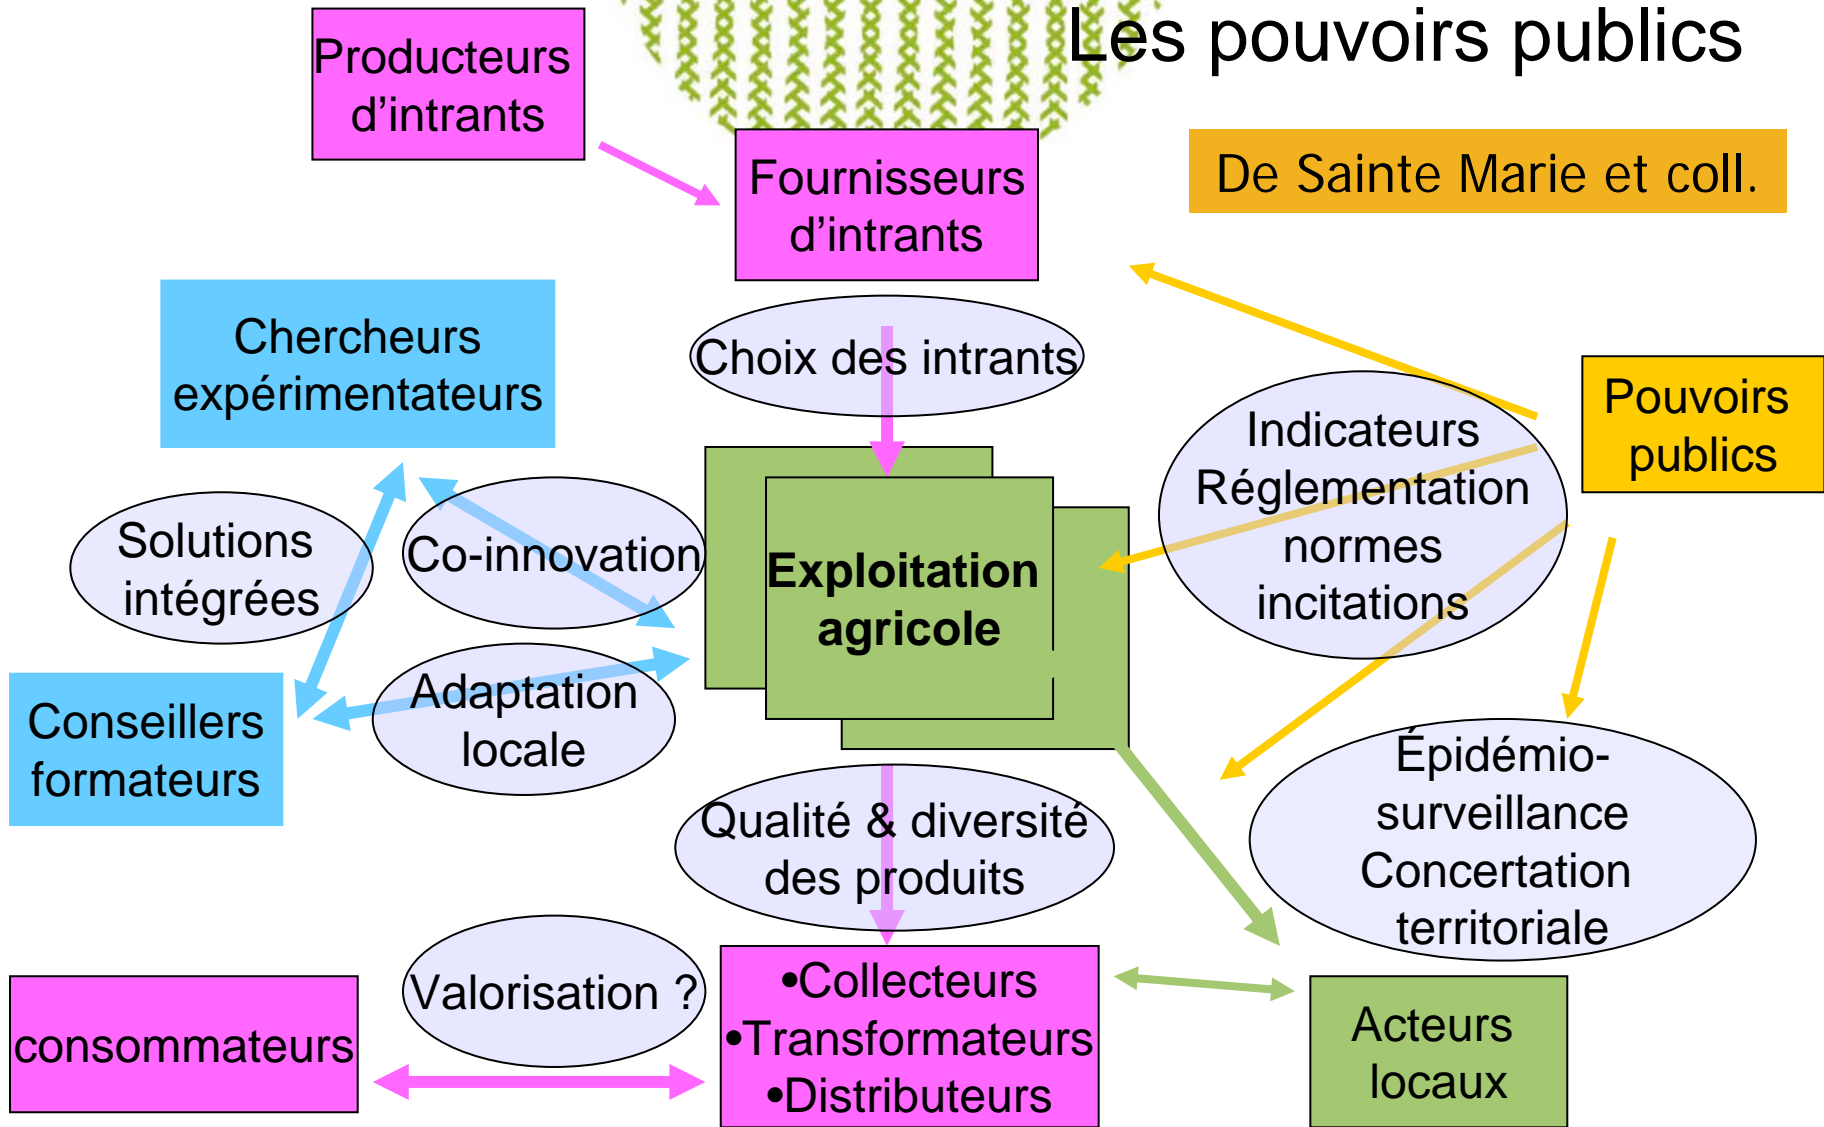 Les pouvoirs publics
Producteurs
d'intrants
Fournisseurs
d'intrants
De Sainte Marie et coll.
Chercheurs
expérimentateurs
Choix des intrants
Indicateurs
Réglementation
normes
incitations
Pouvoirs
publics
Solutions
intégrées
Co-innovation
Exploitation
agricole
Conseillers
formateurs
Adaptation
locale
Qualité & diversité
des produits
Épidémio-
surveillance
Concertation
territoriale
consommateurs
Valorisation ?
•Collecteurs
•Transformateurs
•Distributeurs
Acteurs
locaux